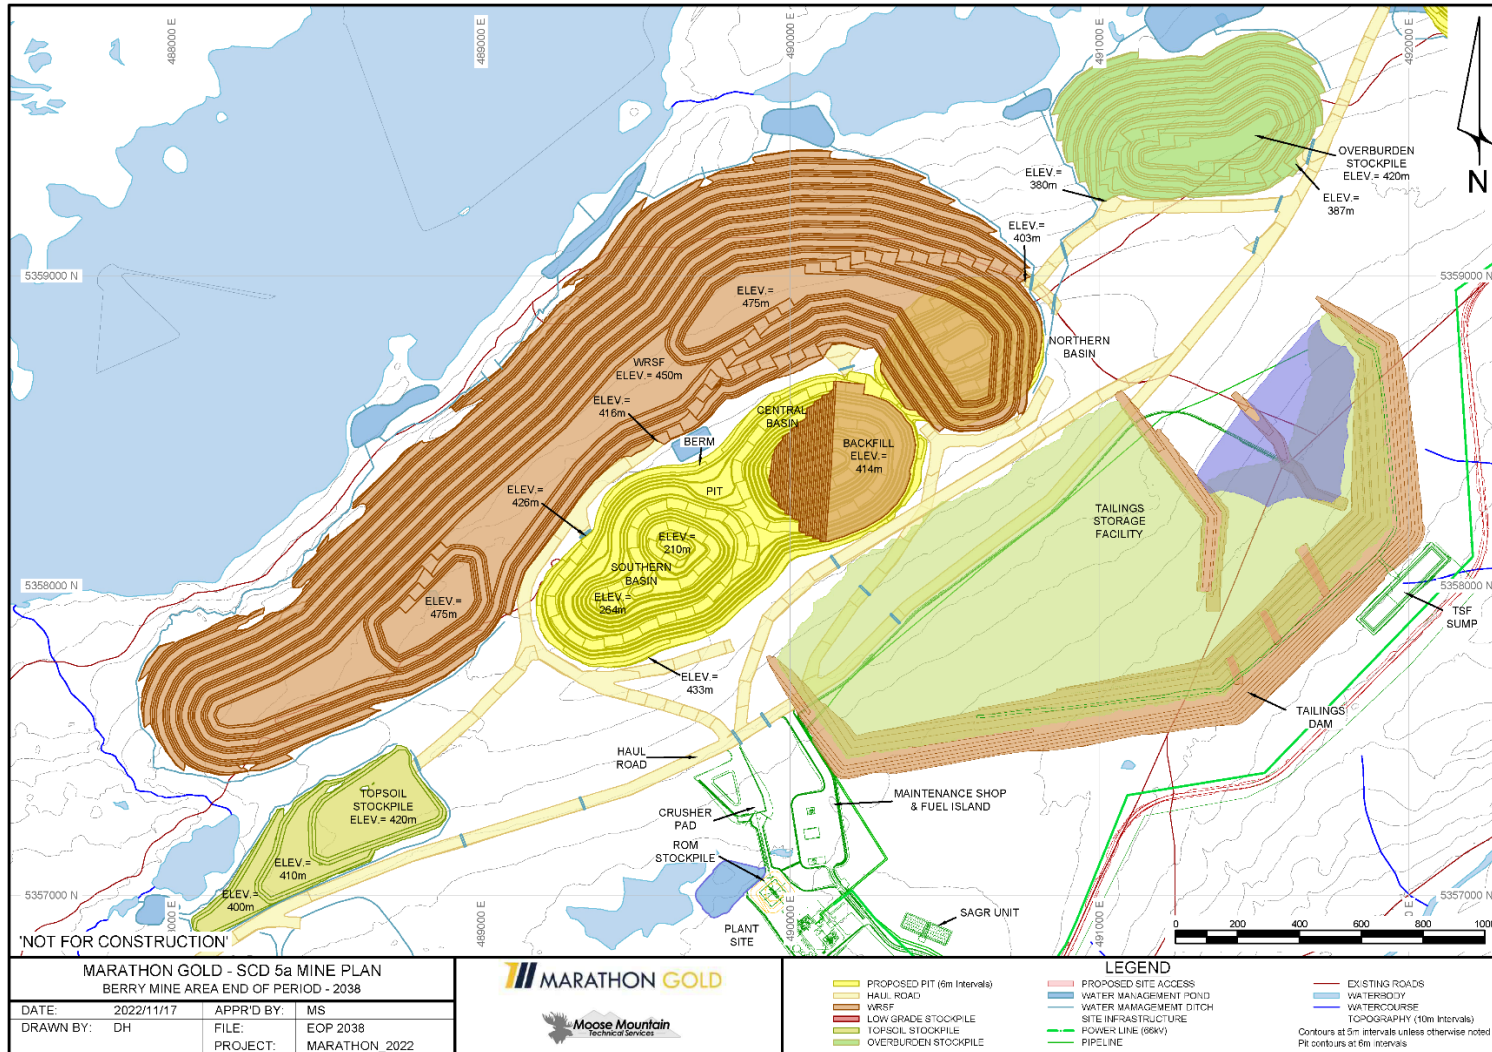 488000 E
489000 E
490000 E
491000 E
492000 E
5359000 N
5359000 N
5358000 N
5358000 N
5357000 N
5357000 N
489000 E
490000 E
491000 E
N
OVERBURDEN
STOCKPILE
ELEV.= 420m
ELEV.=
380m
ELEV.=
387m
ELEV.=
403m
ELEV.=
475m
NORTHERN
BASIN
WRSF
ELEV.= 450m
ELEV.=
416m
CENTRAL
BASIN
BERM
BACKFILL
ELEV.=
414m
PIT
ELEV.=
426m
TAILINGS
STORAGE
FACILITY
ELEV.=
210m
SOUTHERN
BASIN
ELEV.=
264m
ELEV.=
475m
TSF
SUMP
ELEV.=
433m
TAILINGS
DAM
HAUL
ROAD
TOPSOIL
STOCKPILE
ELEV.= 420m
MAINTENANCE SHOP
& FUEL ISLAND
CRUSHER
PAD
ROM
STOCKPILE
ELEV.=
410m
ELEV.=
400m
SAGR UNIT
PLANT
SITE
0 200 400 600 800 1000
'NOT FOR CONSTRUCTION'
MARATHON GOLD - SCD 5a MINE PLAN
BERRY MINE AREA END OF PERIOD - 2038
DATE: 2022/11/17 APPR'D BY: MS
DRAWN BY: DH FILE: EOP 2038
PROJECT: MARATHON_2022
MARATHON GOLD
Moose Mountain
Technical Services
LEGEND
PROPOSED PIT (6m Intervals)
HAUL ROAD
WRSF
LOW GRADE STOCKPILE
TOPSOIL STOCKPILE
OVERBURDEN STOCKPILE
PROPOSED SITE ACCESS
WATER MANAGEMENT POND
WATER MANAGEMENT DITCH
SITE INFRASTRUCTURE
POWER LINE (66kV)
PIPELINE
EXISTING ROADS
WATERBODY
WATERCOURSE
TOPOGRAPHY (10m Intervals)
Contours at 5m intervals unless otherwise noted
Pit contours at 6m intervals